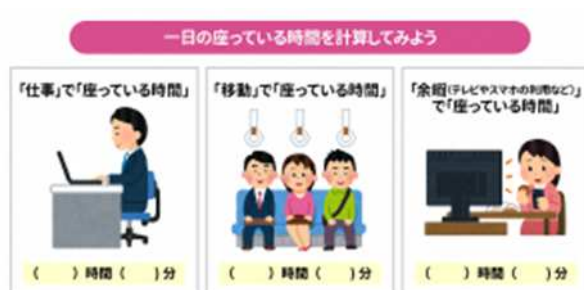 一日の座っている時間を計算してみよう
「仕事」で「座っている時間」
「移動」で「座っている時間」
「余暇(テレビやスマホの利用など)」
で「座っている時間」
(　　)時間(　　)分
(　　)時間(　　)分
(　　)時間(　　)分